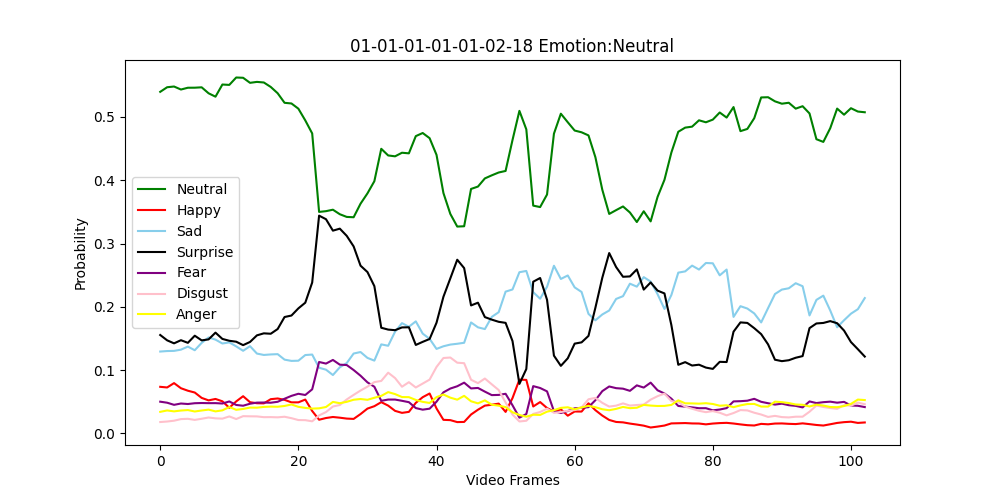 01-01-01-01-01-02-18 Emotion:Neutral
Probability
0.5
0.4
0.3
0.2
0.1
0.0
Neutral
Happy
Sad
Surprise
Fear
Disgust
Anger
0 20 40 60 80 100
Video Frames